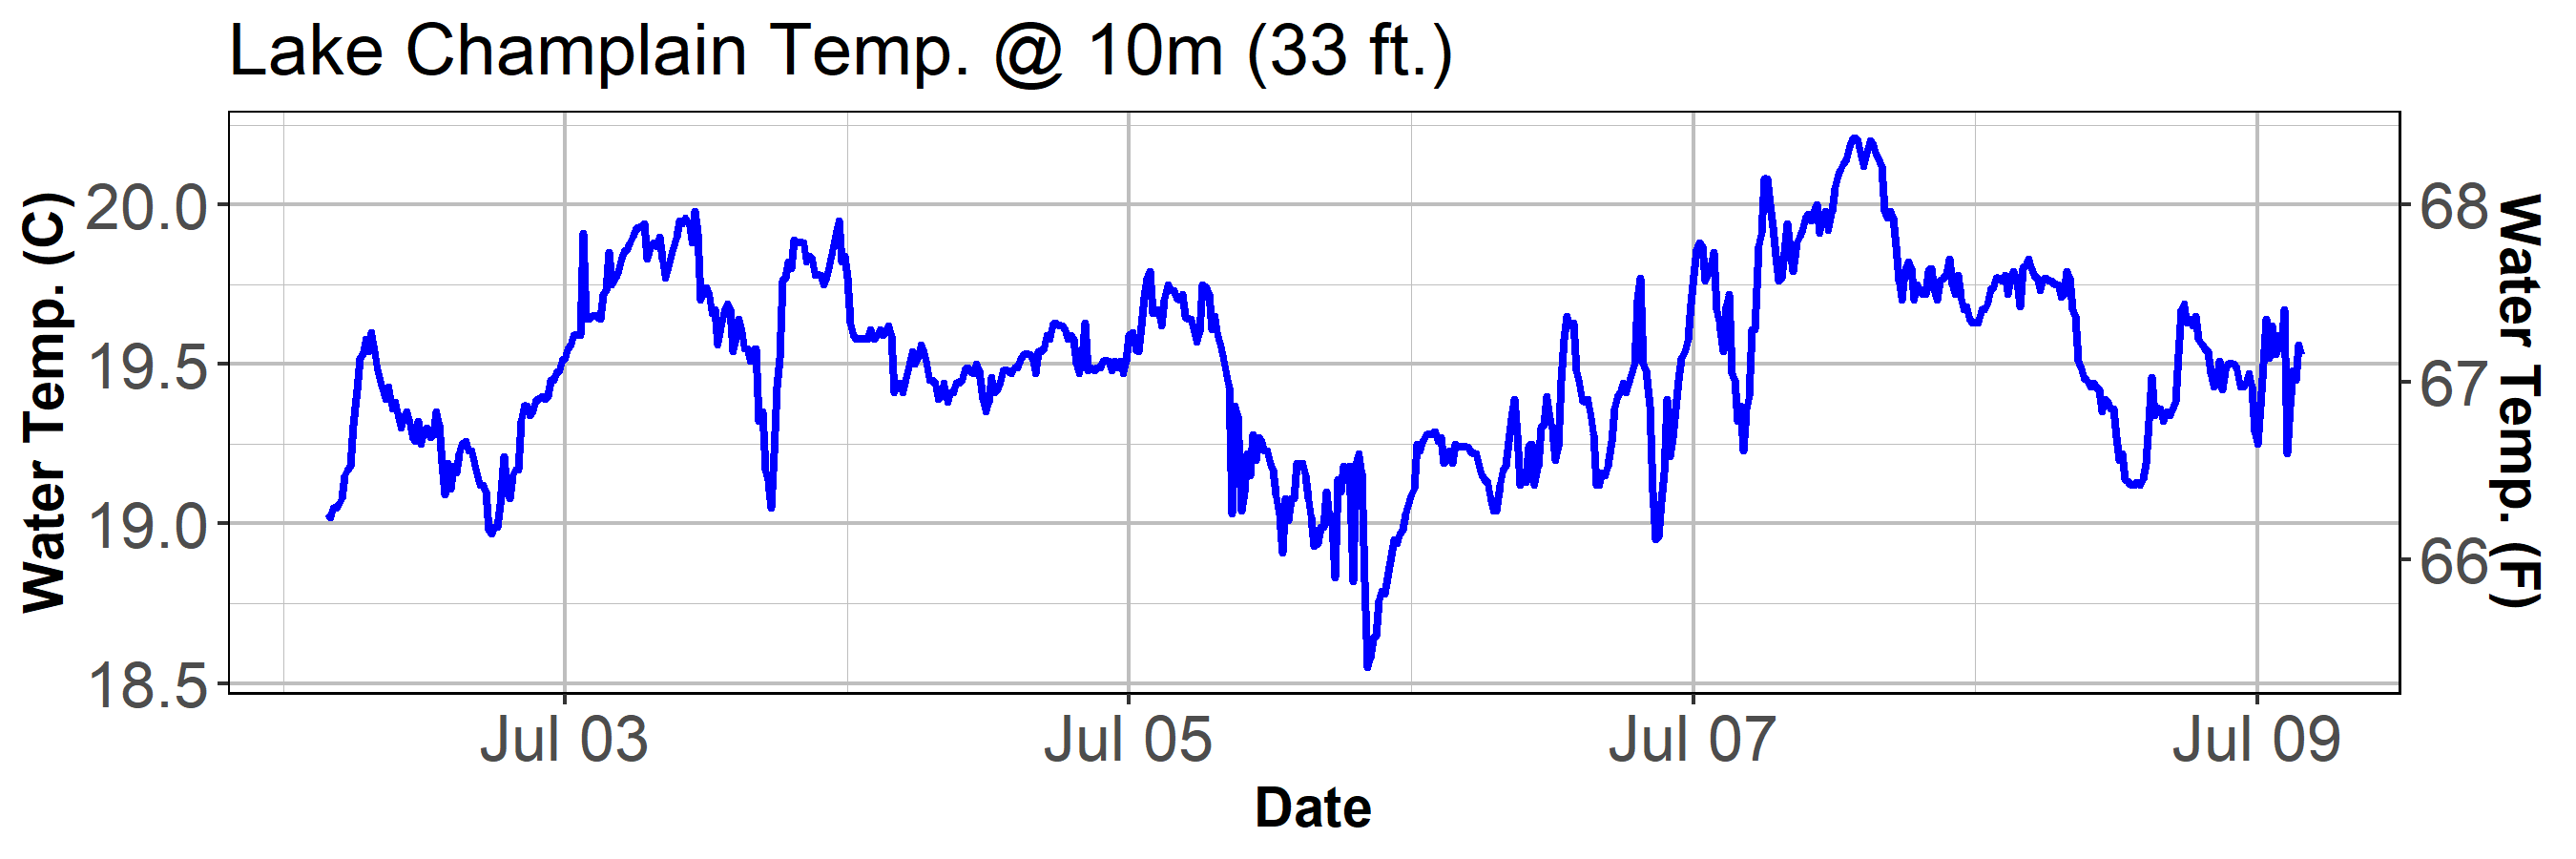 Lake Champlain Temp. @ 10m (33 ft.)
Water Temp. (C)
20.0
19.5
19.0
18.5
68
67
66
Water Temp. (F)
Jul 03 Jul 05 Jul 07 Jul 09
Date